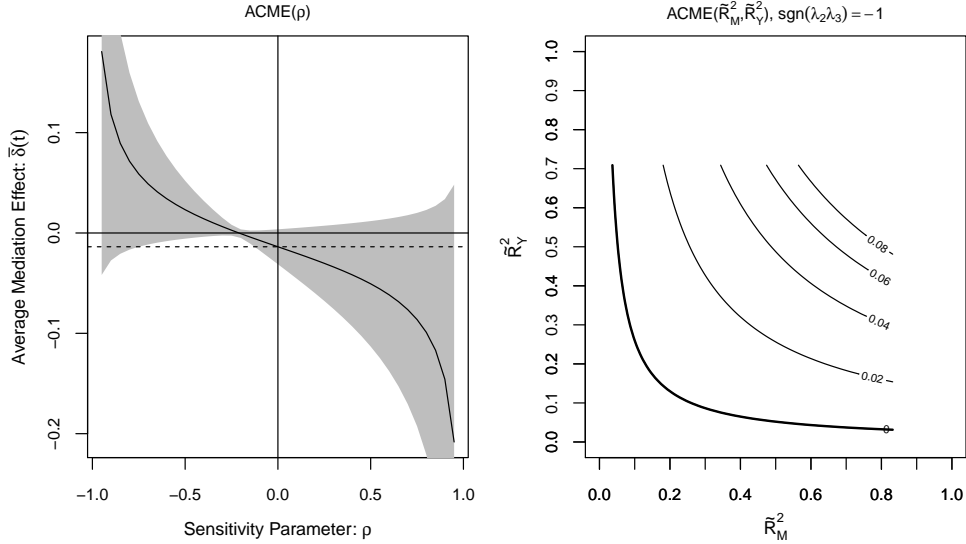 ACME(ρ)
Average Mediation Effect: δ̄(t)
0.1
0.0
−0.1
−0.2
−1.0 −0.5 0.0 0.5 1.0
Sensitivity Parameter: ρ
ACME(R̃²_M,R̃²_Y), sgn(λ₂λ₃) = −1
R̃²_Y
1.0
0.9
0.8
0.7
0.6
0.5
0.4
0.3
0.2
0.1
0.0
0.08
0.06
0.04
0.02
0
0.0 0.2 0.4 0.6 0.8 1.0
R̃²_M